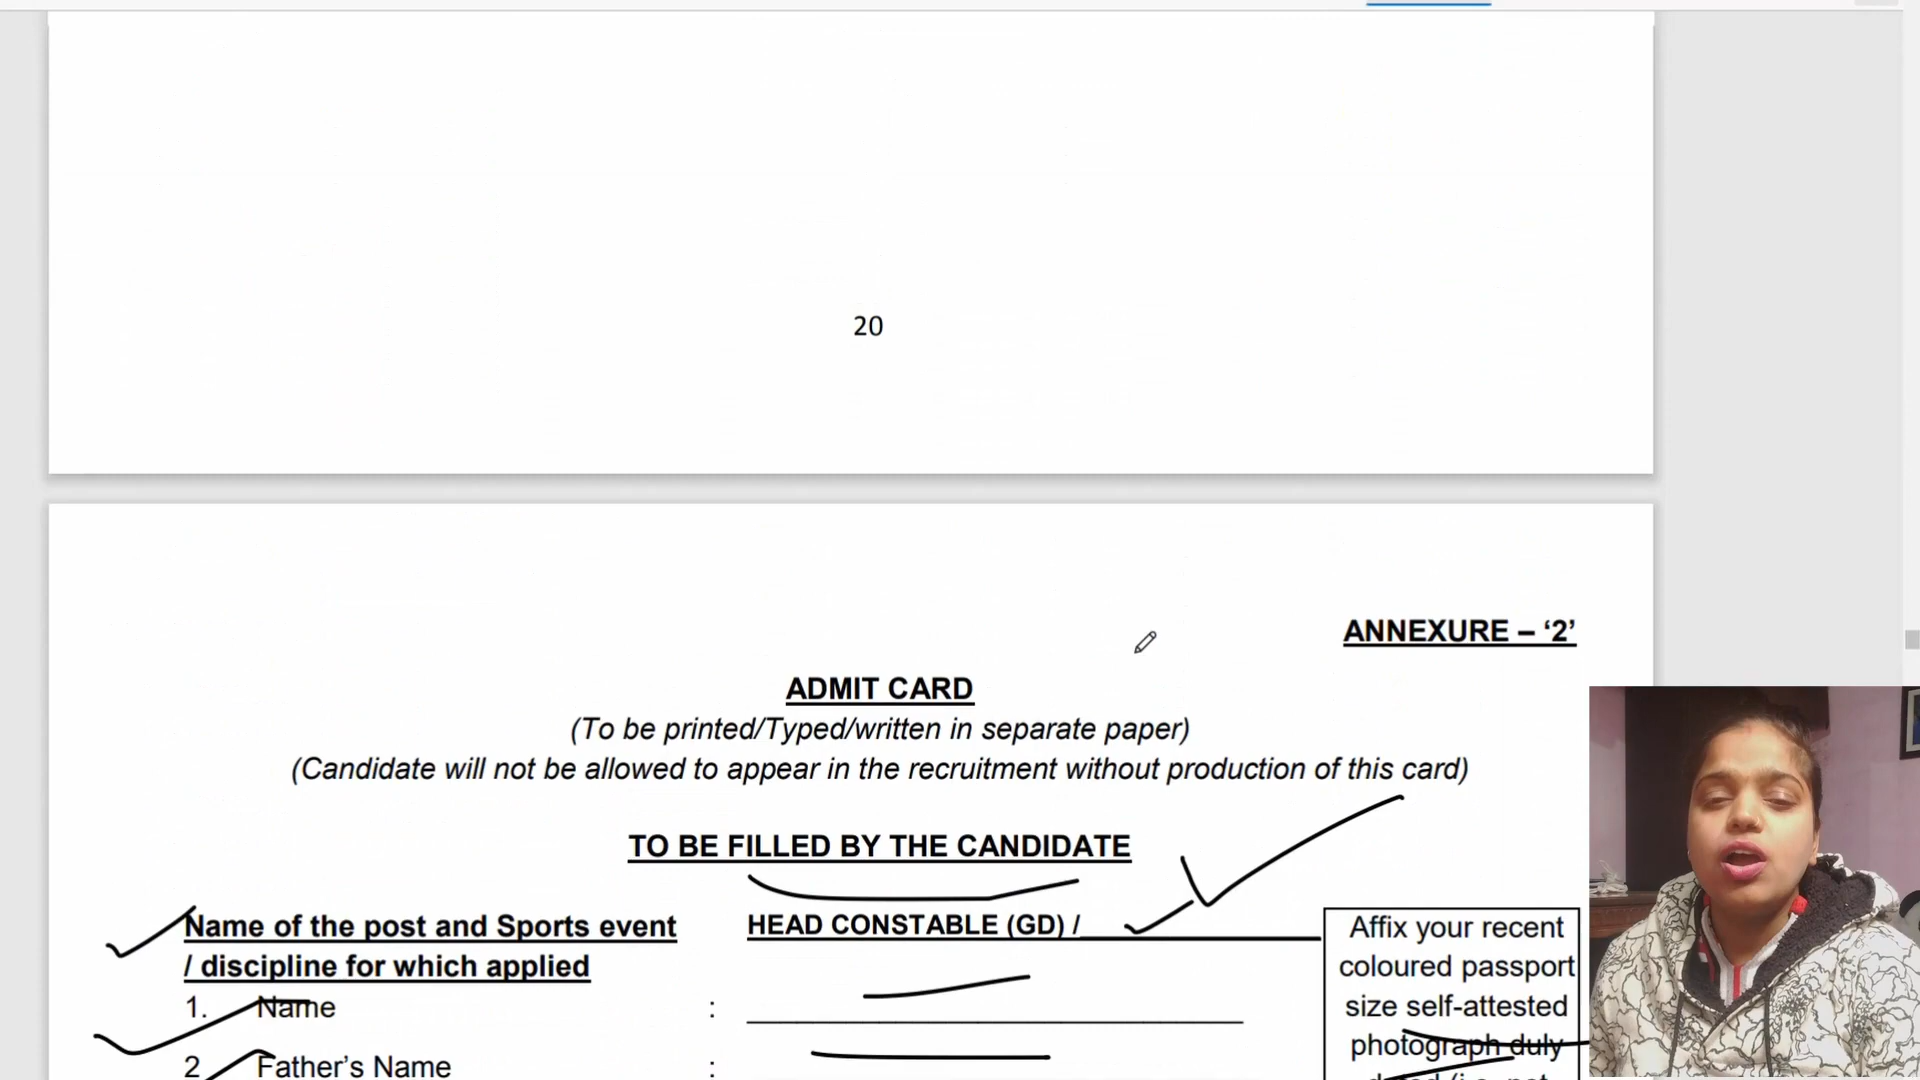 20
ANNEXURE – ‘2’
ADMIT CARD
(To be printed/Typed/written in separate paper)
(Candidate will not be allowed to appear in the recruitment without production of this card)
TO BE FILLED BY THE CANDIDATE
Name of the post and Sports event
/ discipline for which applied
HEAD CONSTABLE (GD) /
1. Name :
2 Father’s Name :
Affix your recent
coloured passport
size self-attested
photograph duly